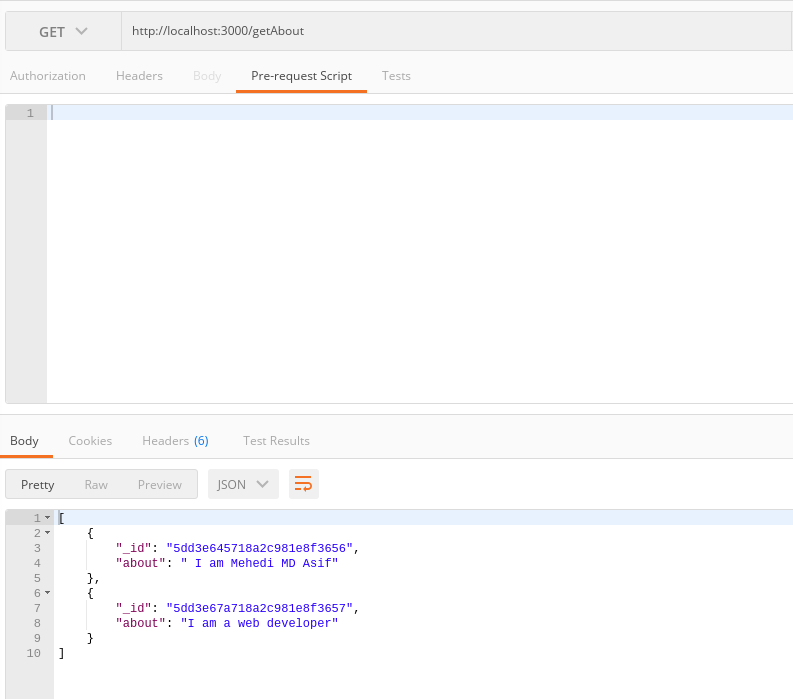 GET http://localhost:3000/getAbout
Authorization Headers Body Pre-request Script Tests
1
Body Cookies Headers (6) Test Results
Pretty Raw Preview JSON
1 [
2 {
3 "_id": "5dd3e645718a2c981e8f3656",
4 "about": " I am Mehedi MD Asif"
5 },
6 {
7 "_id": "5dd3e67a718a2c981e8f3657",
8 "about": "I am a web developer"
9 }
10 ]